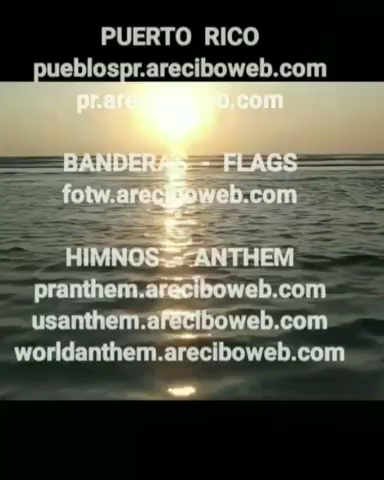 PUERTO RICO
pueblospr.areciboweb.com
BANDERAS - FLAGS
fotw.areciboweb.com
HIMNOS - ANTHEM
pranthem.areciboweb.com
usanthem.areciboweb.com
worldanthem.areciboweb.com